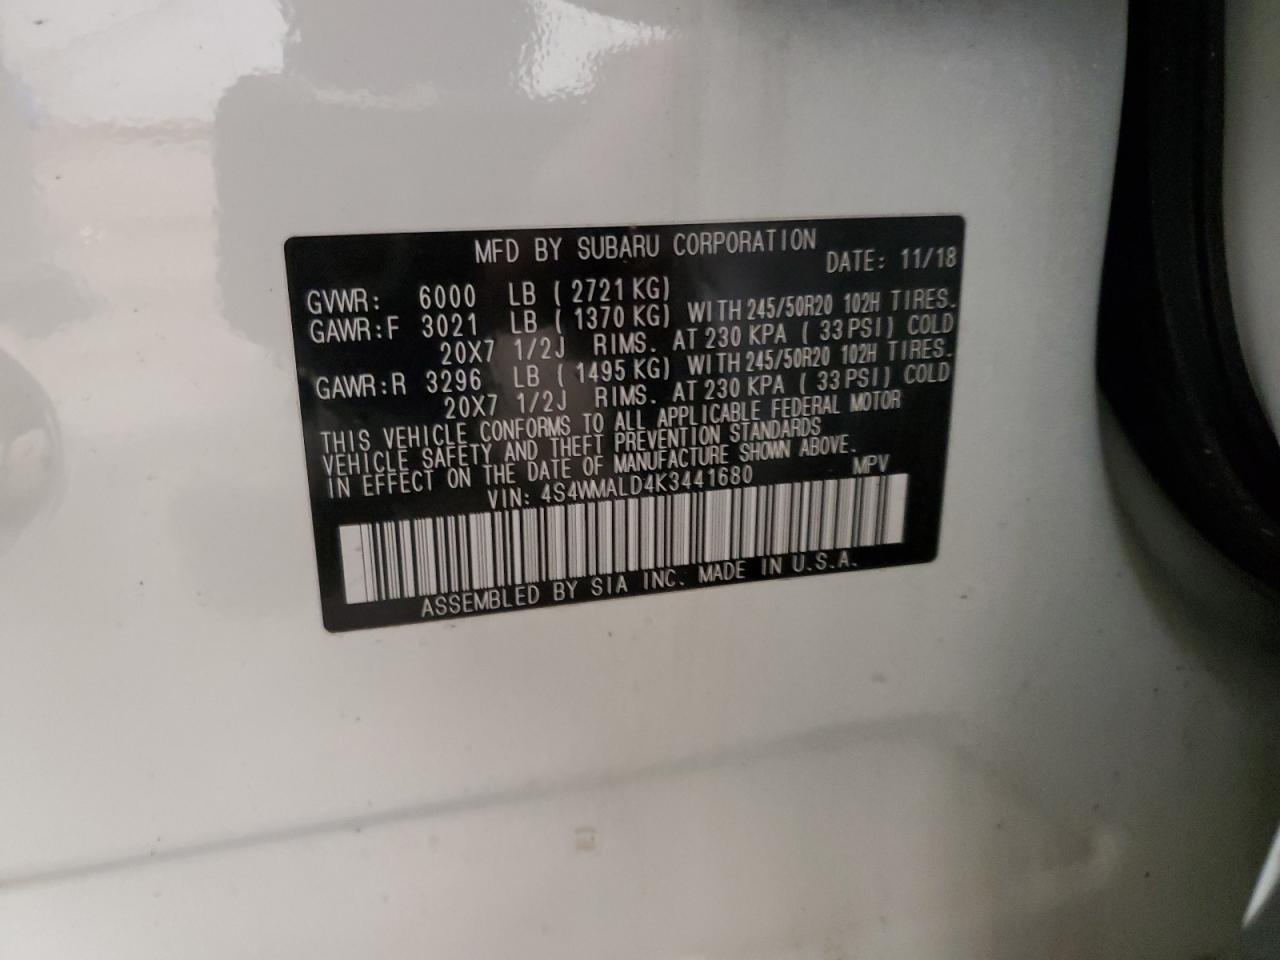 MFD BY SUBARU CORPORATION
DATE: 11/18
GVWR: 6000 LB ( 2721 KG)
GAWR:F 3021 LB ( 1370 KG) WITH 245/50R20 102H TIRES.
20X7 1/2J RIMS. AT 230 KPA ( 33 PSI) COLD
GAWR:R 3296 LB ( 1495 KG) WITH 245/50R20 102H TIRES.
20X7 1/2J RIMS. AT 230 KPA ( 33 PSI) COLD
THIS VEHICLE CONFORMS TO ALL APPLICABLE FEDERAL MOTOR
VEHICLE SAFETY AND THEFT PREVENTION STANDARDS
IN EFFECT ON THE DATE OF MANUFACTURE SHOWN ABOVE.
VIN: 4S4WMALD4K3441680 MPV
ASSEMBLED BY SIA INC. MADE IN U.S.A.